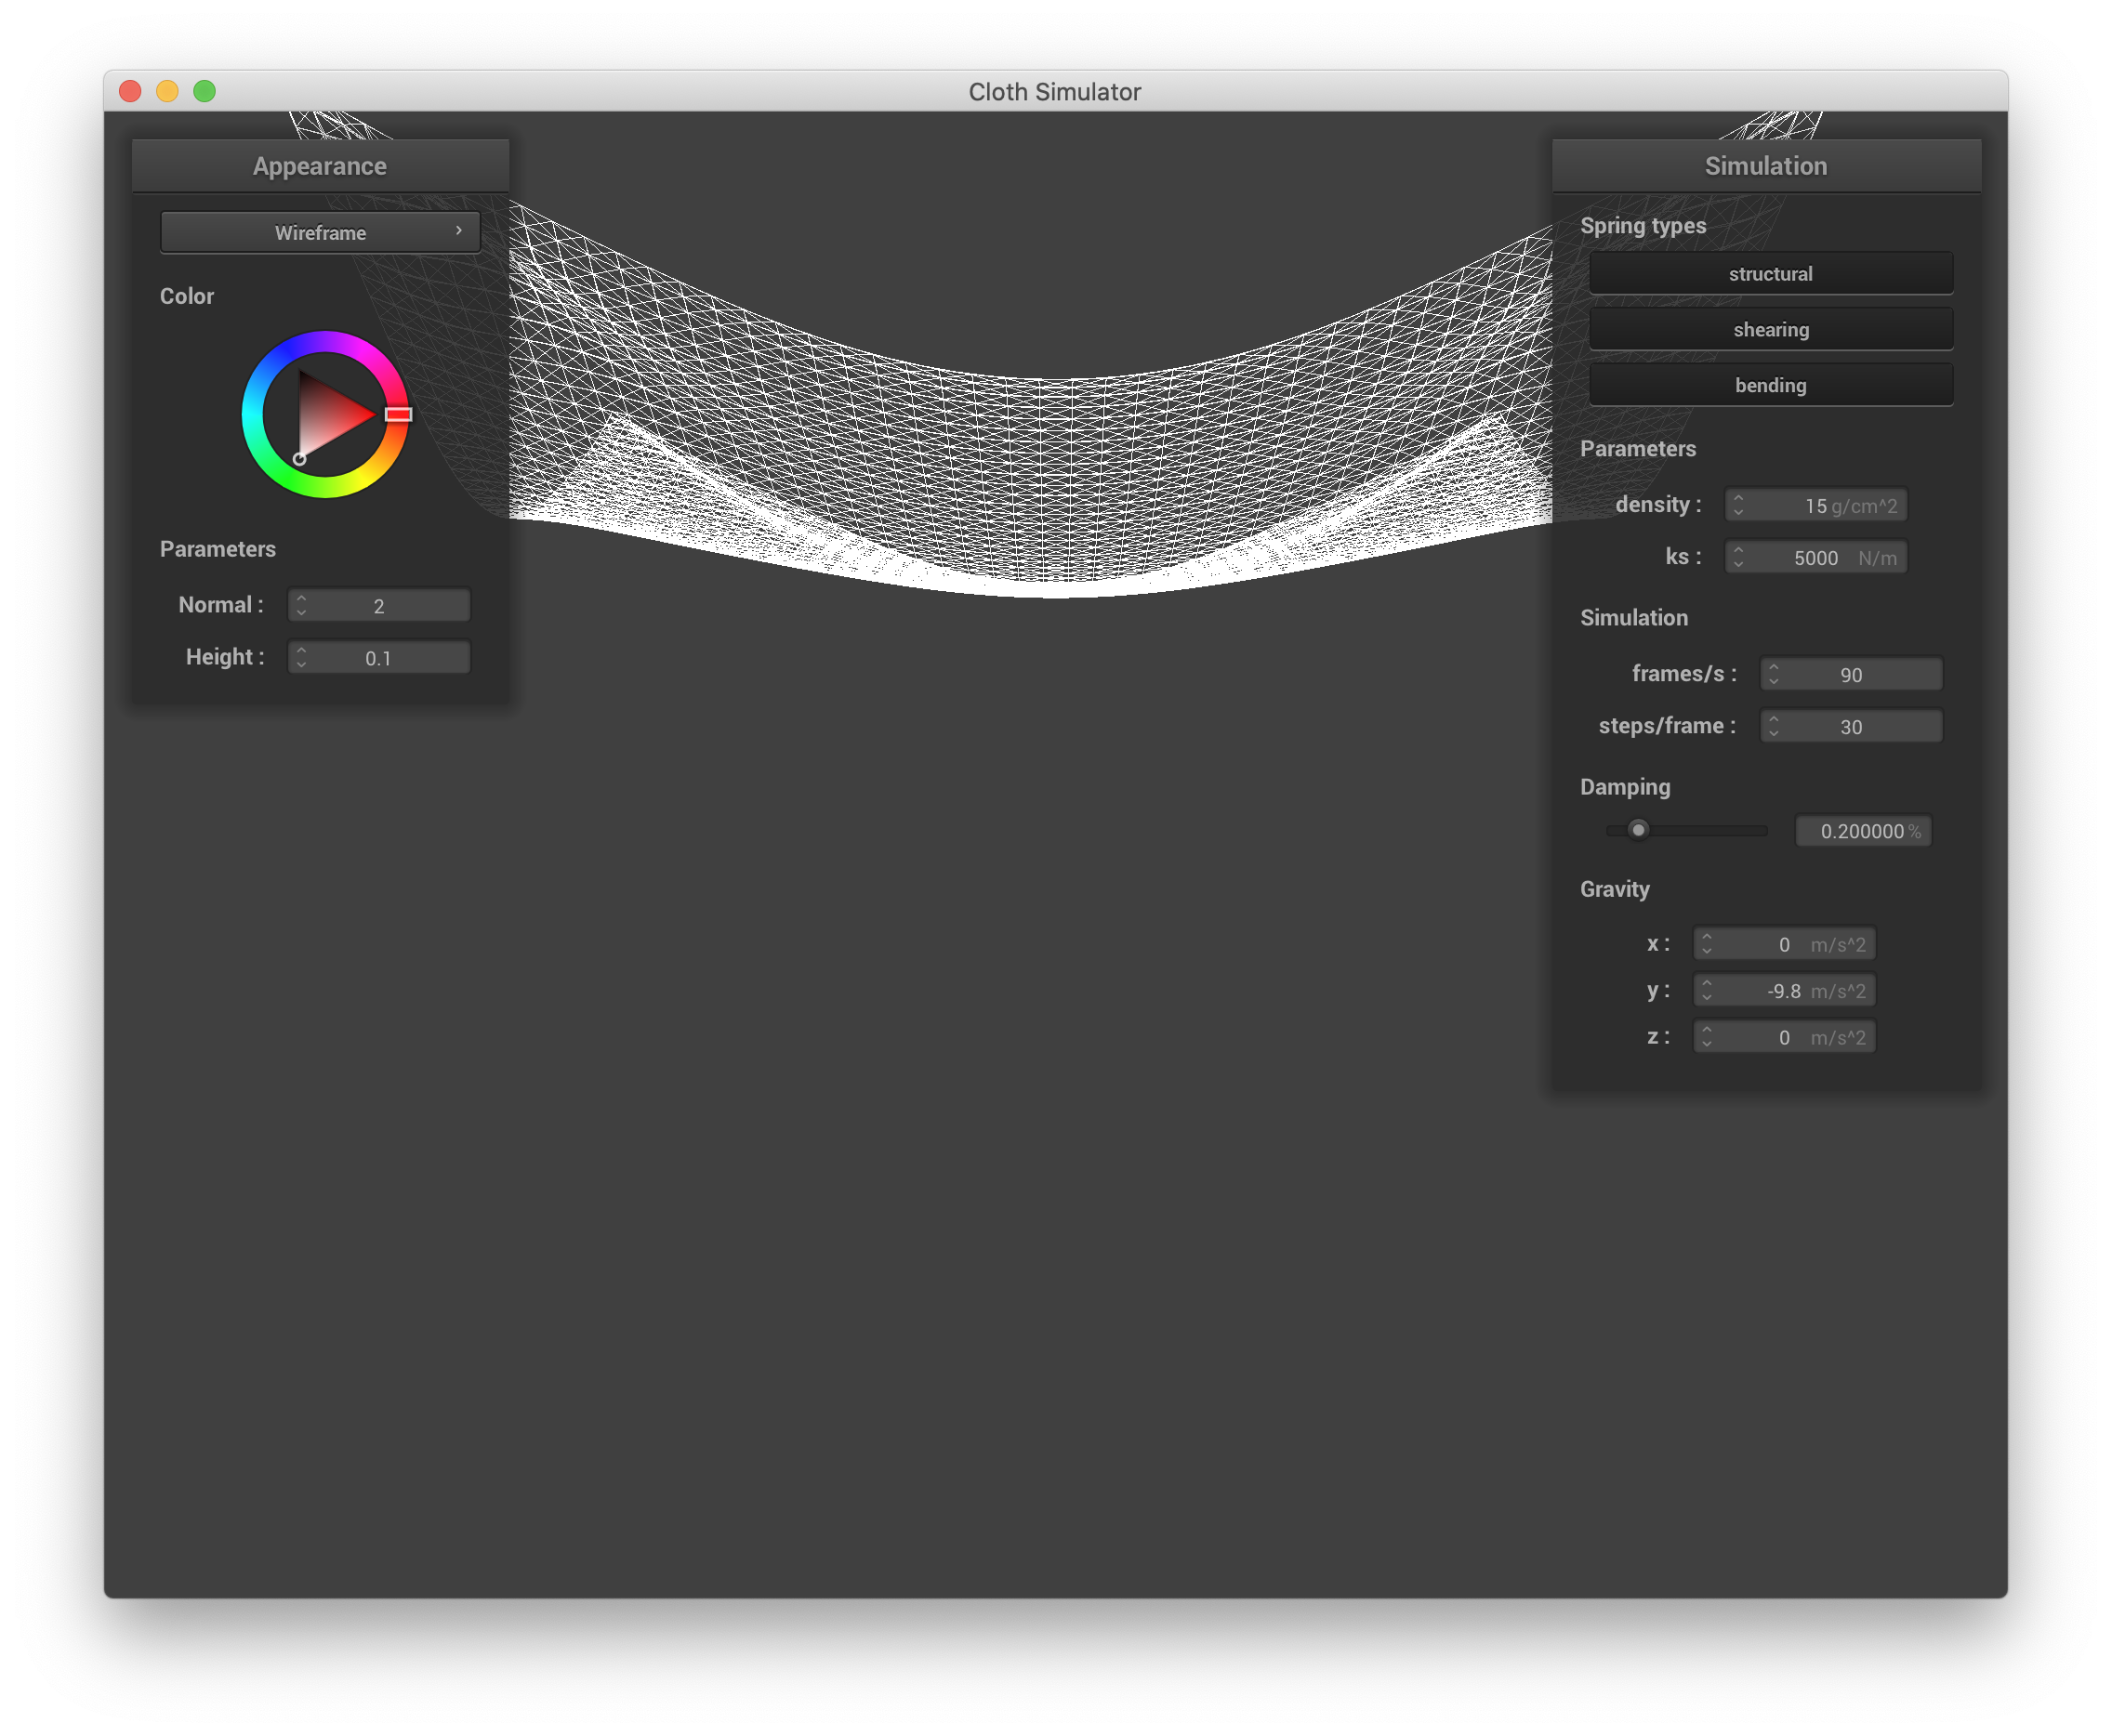 Cloth Simulator
Appearance
Wireframe
Color
Parameters
Normal : 2
Height : 0.1
Simulation
Spring types
structural
shearing
bending
Parameters
density : 15 g/cm^2
ks : 5000 N/m
Simulation
frames/s : 90
steps/frame : 30
Damping
0.200000 %
Gravity
x : 0 m/s^2
y : -9.8 m/s^2
z : 0 m/s^2